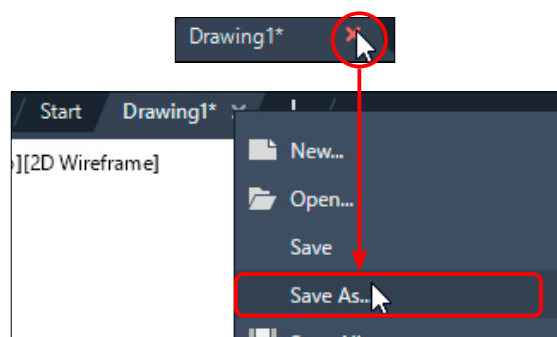 Drawing1*
Start
Drawing1*
][2D Wireframe]
New...
Open...
Save
Save As...